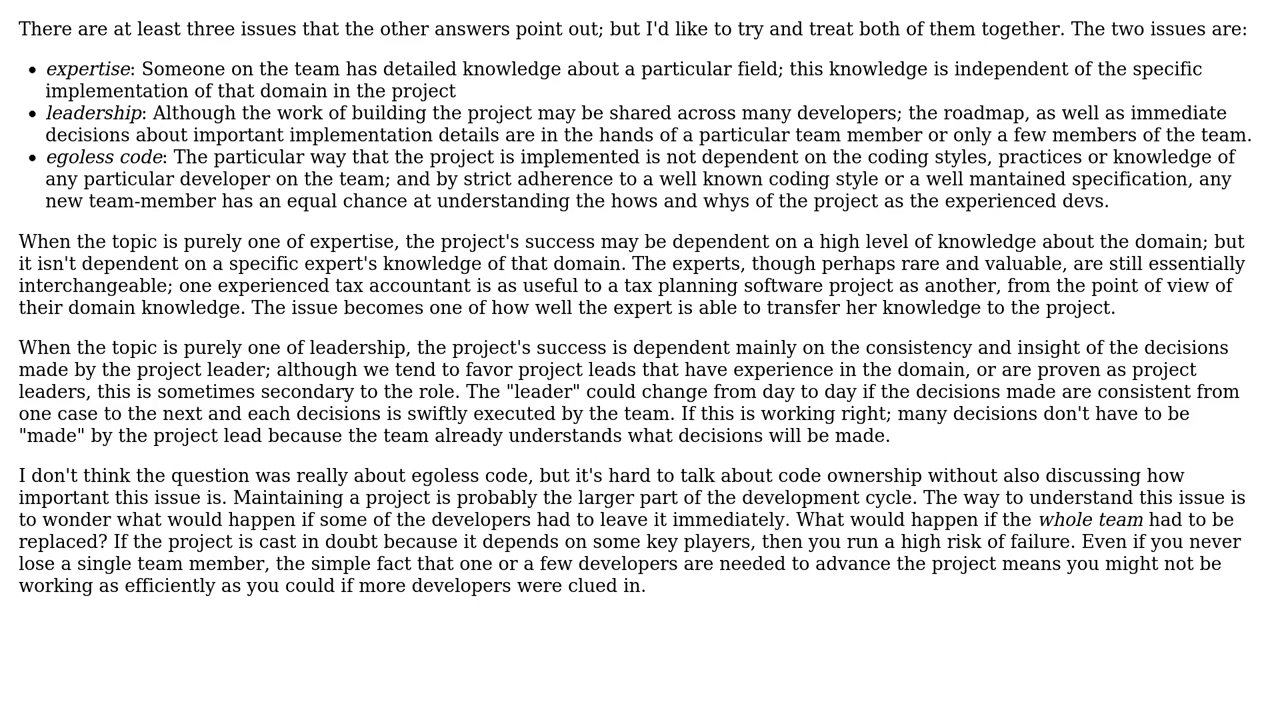 There are at least three issues that the other answers point out; but I'd like to try and treat both of them together. The two issues are:
• expertise: Someone on the team has detailed knowledge about a particular field; this knowledge is independent of the specific
implementation of that domain in the project
• leadership: Although the work of building the project may be shared across many developers; the roadmap, as well as immediate
decisions about important implementation details are in the hands of a particular team member or only a few members of the team.
• egoless code: The particular way that the project is implemented is not dependent on the coding styles, practices or knowledge of
any particular developer on the team; and by strict adherence to a well known coding style or a well mantained specification, any
new team-member has an equal chance at understanding the hows and whys of the project as the experienced devs.
When the topic is purely one of expertise, the project's success may be dependent on a high level of knowledge about the domain; but
it isn't dependent on a specific expert's knowledge of that domain. The experts, though perhaps rare and valuable, are still essentially
interchangeable; one experienced tax accountant is as useful to a tax planning software project as another, from the point of view of
their domain knowledge. The issue becomes one of how well the expert is able to transfer her knowledge to the project.
When the topic is purely one of leadership, the project's success is dependent mainly on the consistency and insight of the decisions
made by the project leader; although we tend to favor project leads that have experience in the domain, or are proven as project
leaders, this is sometimes secondary to the role. The "leader" could change from day to day if the decisions made are consistent from
one case to the next and each decisions is swiftly executed by the team. If this is working right; many decisions don't have to be
"made" by the project lead because the team already understands what decisions will be made.
I don't think the question was really about egoless code, but it's hard to talk about code ownership without also discussing how
important this issue is. Maintaining a project is probably the larger part of the development cycle. The way to understand this issue is
to wonder what would happen if some of the developers had to leave it immediately. What would happen if the whole team had to be
replaced? If the project is cast in doubt because it depends on some key players, then you run a high risk of failure. Even if you never
lose a single team member, the simple fact that one or a few developers are needed to advance the project means you might not be
working as efficiently as you could if more developers were clued in.